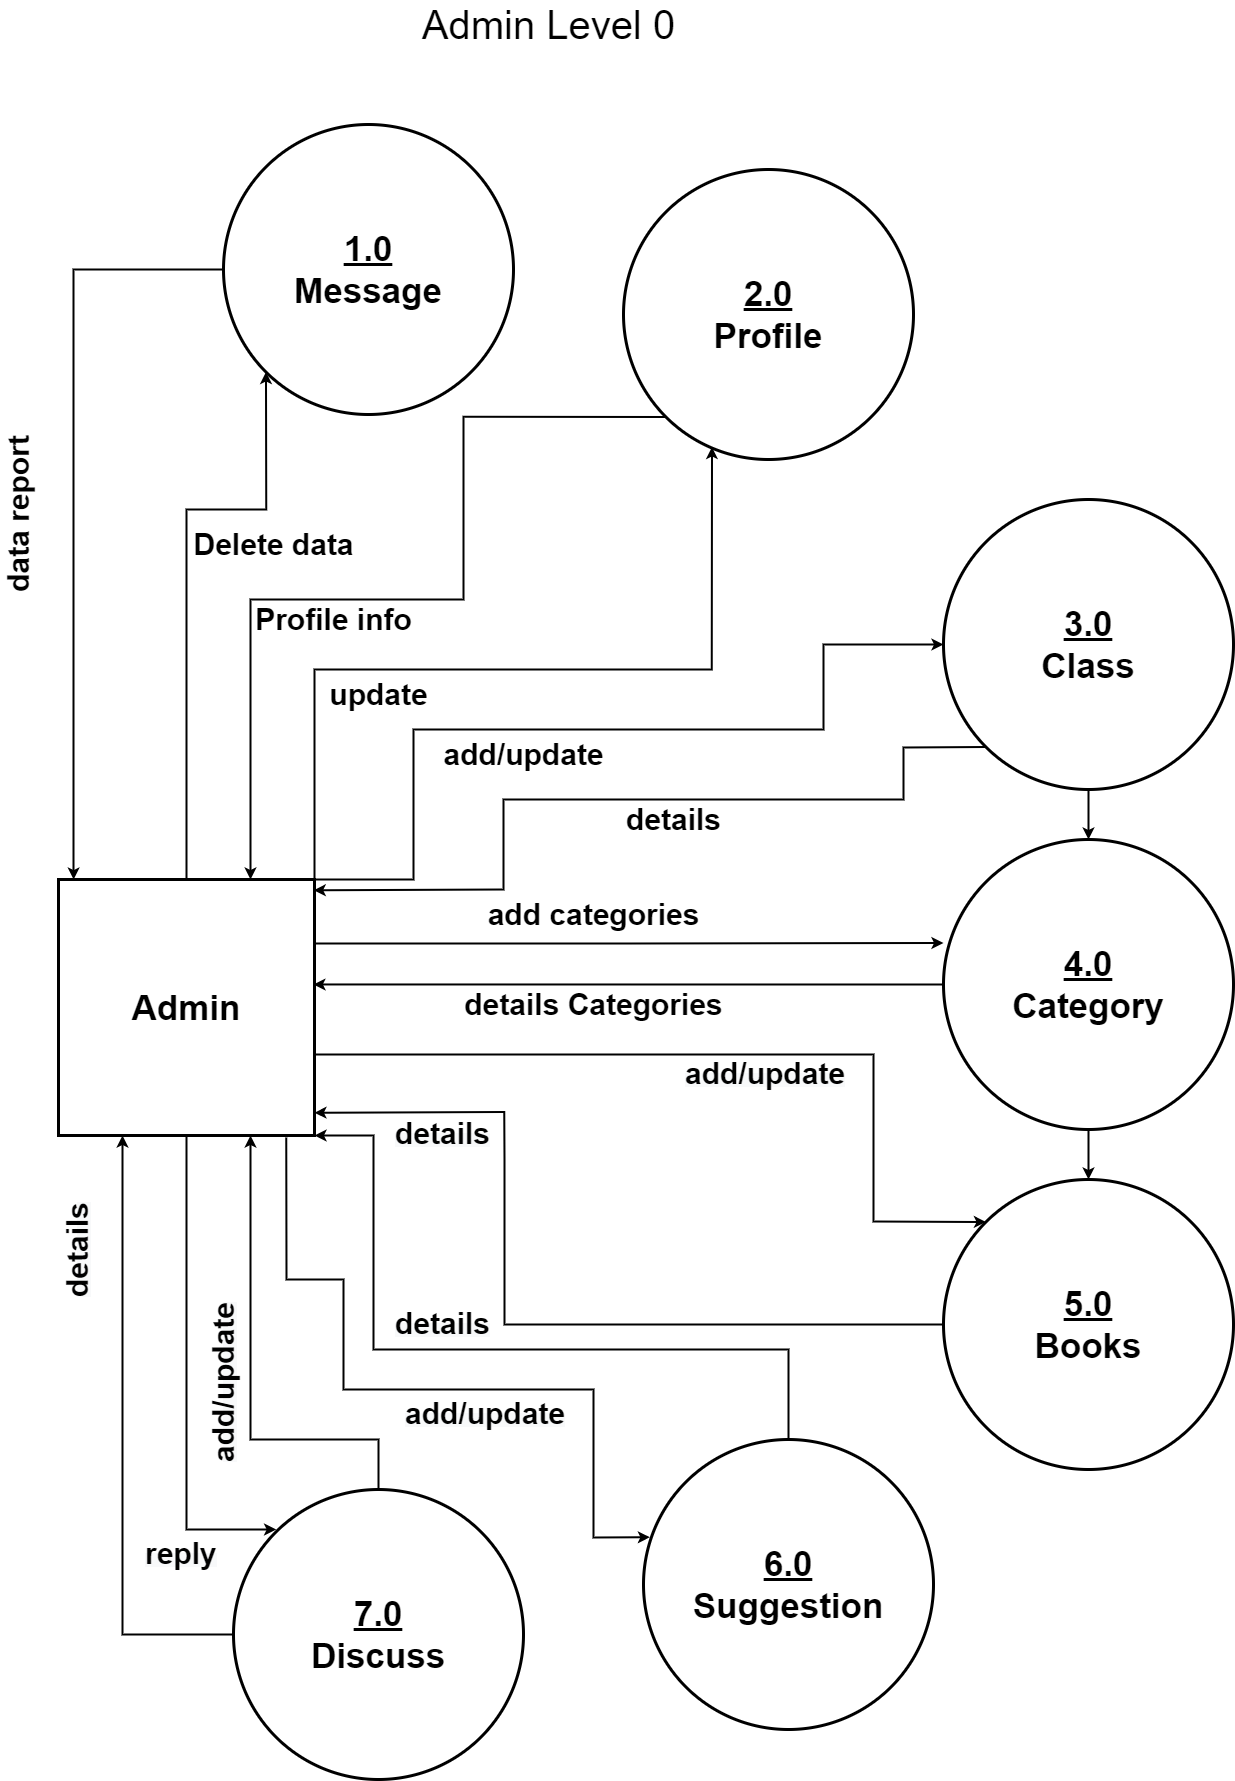 Admin Level 0
1.0
Message
2.0
Profile
data report
Delete data
Profile info
3.0
Class
update
add/update
details
add categories
4.0
Category
Admin
details Categories
add/update
details
details
5.0
Books
details
add/update
add/update
reply
6.0
Suggestion
7.0
Discuss